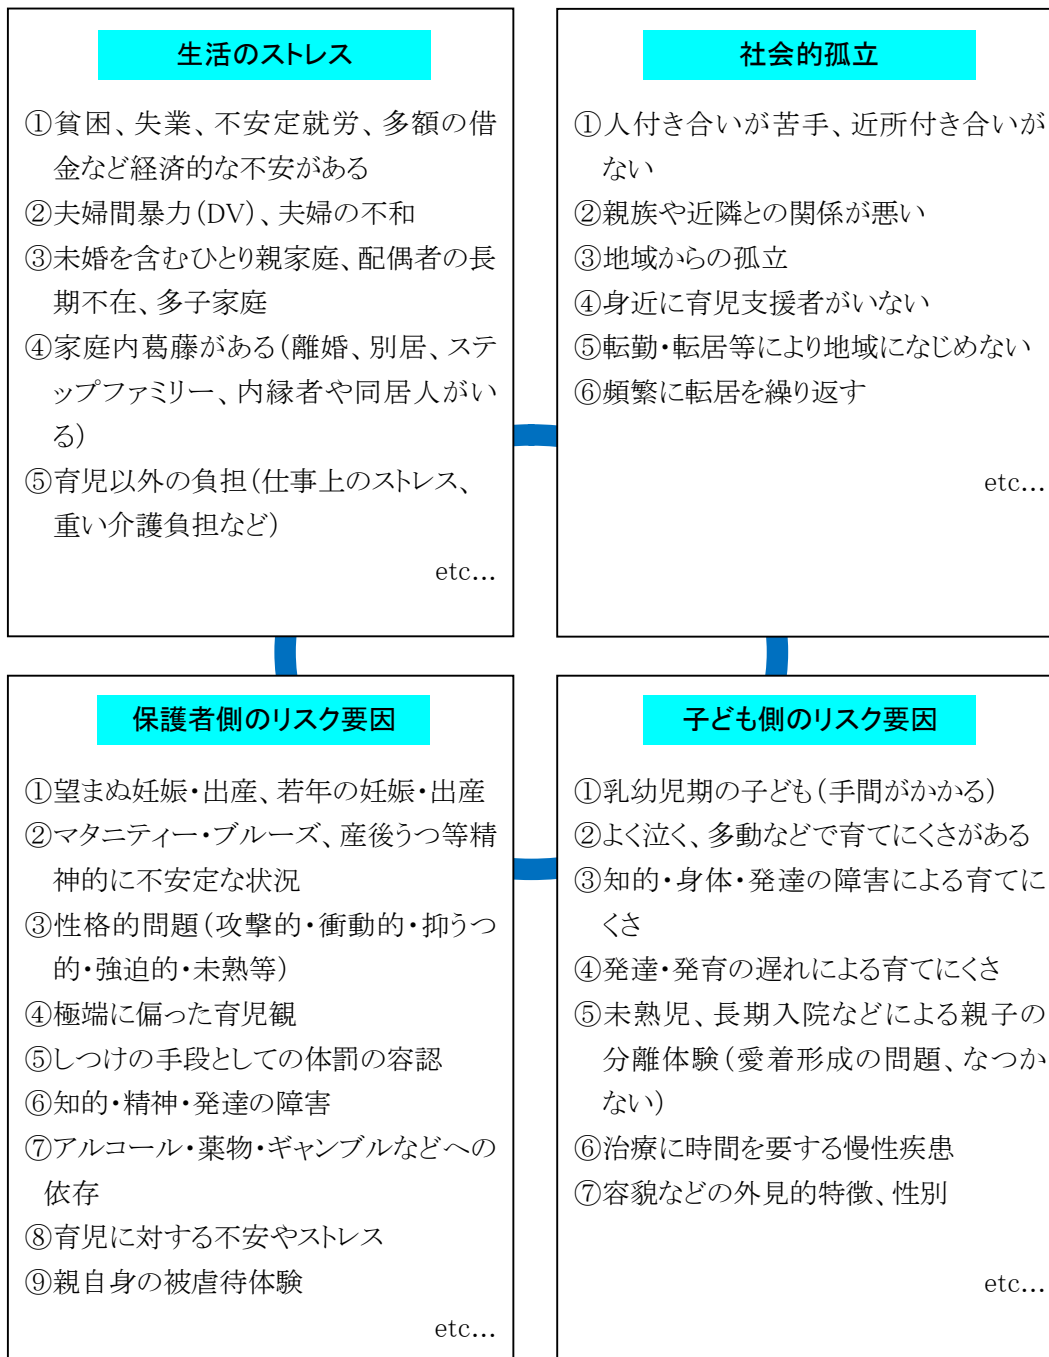 生活のストレス
①貧困、失業、不安定就労、多額の借
金など経済的な不安がある
②夫婦間暴力(DV)、夫婦の不和
③未婚を含むひとり親家庭、配偶者の長
期不在、多子家庭
④家庭内葛藤がある(離婚、別居、ステ
ップファミリー、内縁者や同居人がい
る)
⑤育児以外の負担(仕事上のストレス、
重い介護負担など)
etc...
社会的孤立
①人付き合いが苦手、近所付き合いが
ない
②親族や近隣との関係が悪い
③地域からの孤立
④身近に育児支援者がいない
⑤転勤・転居等により地域になじめない
⑥頻繁に転居を繰り返す
etc...
保護者側のリスク要因
①望まぬ妊娠・出産、若年の妊娠・出産
②マタニティー・ブルーズ、産後うつ等精
神的に不安定な状況
③性格的問題(攻撃的・衝動的・抑うつ
的・強迫的・未熟等)
④極端に偏った育児観
⑤しつけの手段としての体罰の容認
⑥知的・精神・発達の障害
⑦アルコール・薬物・ギャンブルなどへの
依存
⑧育児に対する不安やストレス
⑨親自身の被虐待体験
etc...
子ども側のリスク要因
①乳幼児期の子ども(手間がかかる)
②よく泣く、多動などで育てにくさがある
③知的・身体・発達の障害による育てに
くさ
④発達・発育の遅れによる育てにくさ
⑤未熟児、長期入院などによる親子の
分離体験(愛着形成の問題、なつか
ない)
⑥治療に時間を要する慢性疾患
⑦容貌などの外見的特徴、性別
etc...